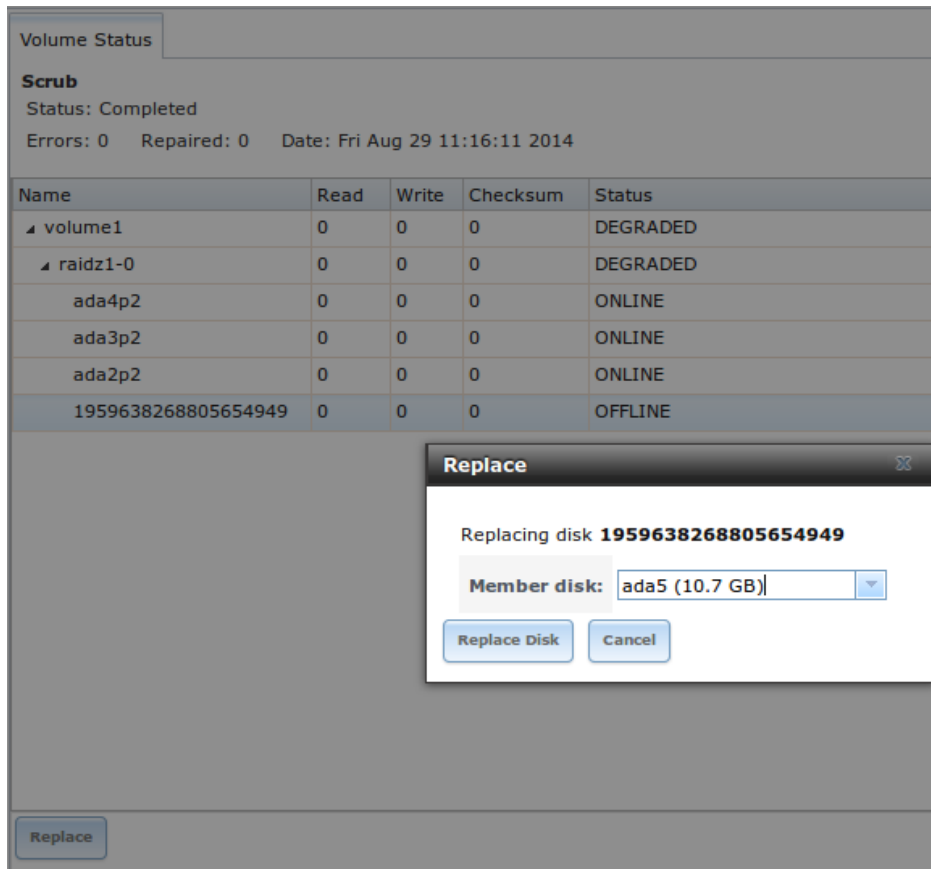 Volume Status
Scrub
Status: Completed
Errors: 0 Repaired: 0 Date: Fri Aug 29 11:16:11 2014
Name Read Write Checksum Status
volume1 0 0 0 DEGRADED
raidz1-0 0 0 0 DEGRADED
ada4p2 0 0 0 ONLINE
ada3p2 0 0 0 ONLINE
ada2p2 0 0 0 ONLINE
1959638268805654949 0 0 0 OFFLINE
Replace
Replacing disk 1959638268805654949
Member disk: ada5 (10.7 GB)
Replace Disk Cancel
Replace